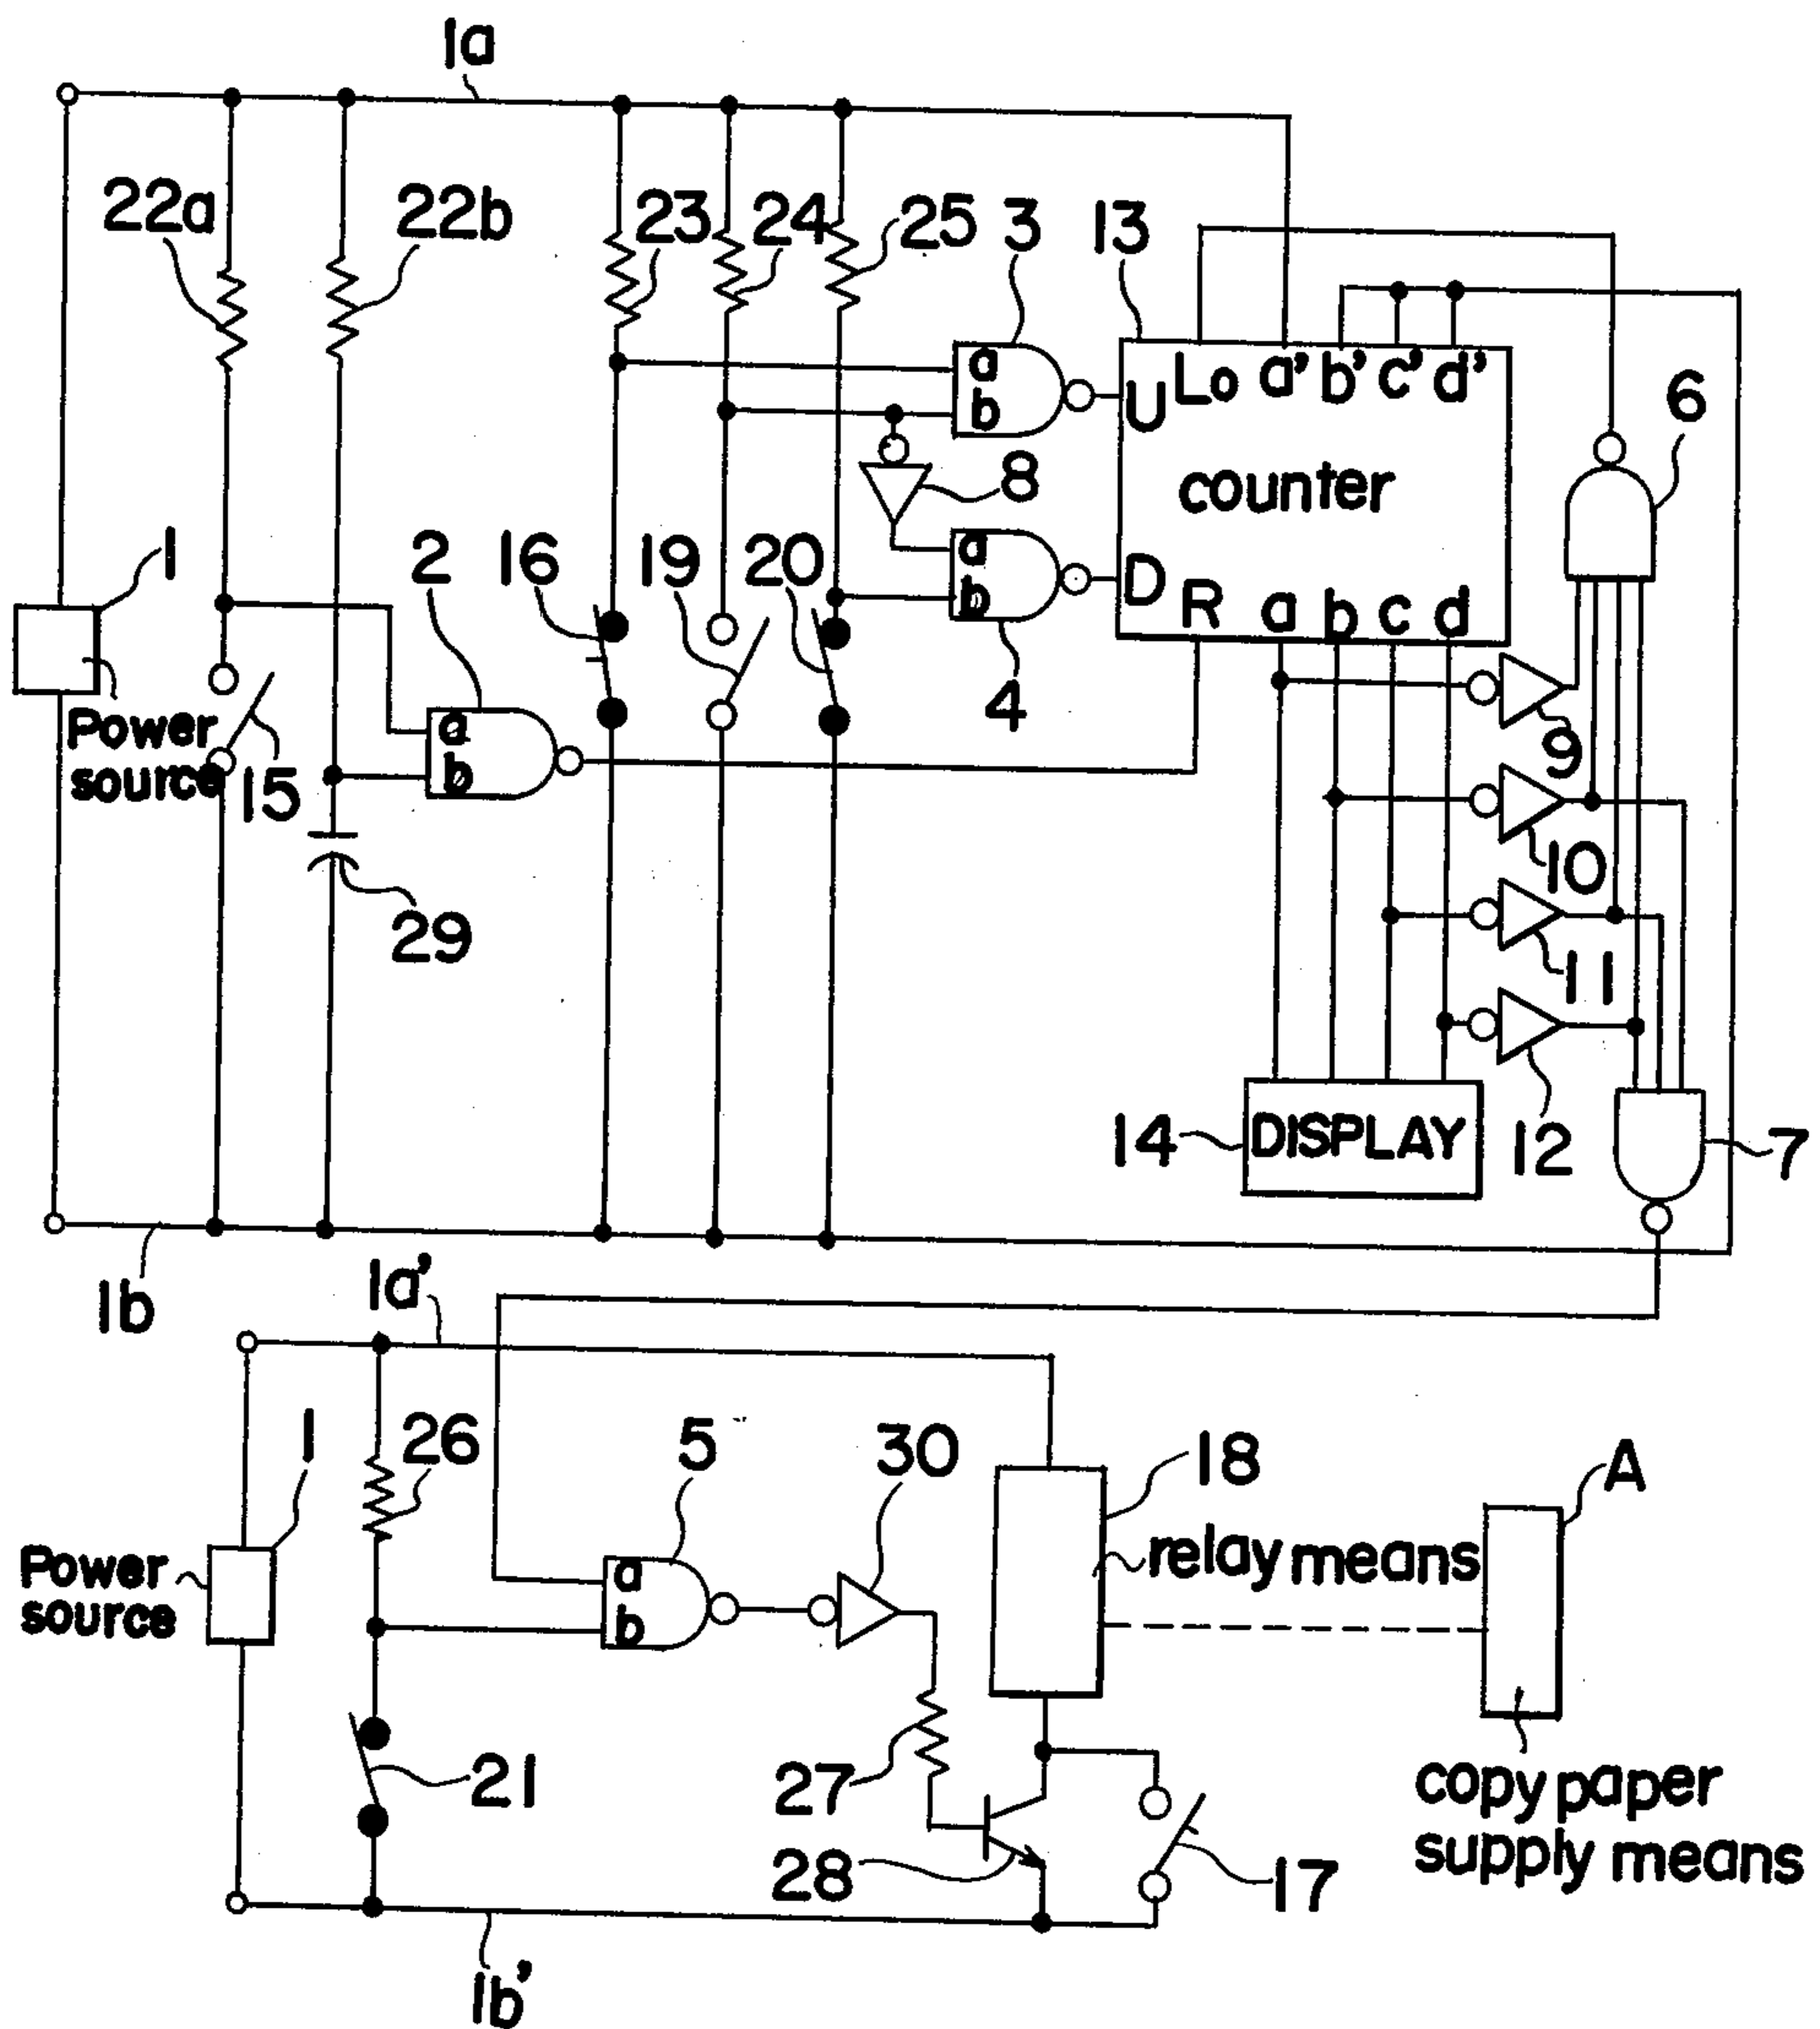 1a
22a
22b
23
24
25
3
13
U
Lo
a'
b'
c'
d'
6
a
b
counter
8
1
2
16
19
20
a
b
D
R
a
b
c
d
4
Power
source
15
a
b
9
10
29
11
14
DISPLAY
12
7
1b
1a'
1
26
5
30
18
A
Power
source
a
b
relay means
21
27
28
17
copy paper
supply means
1b'